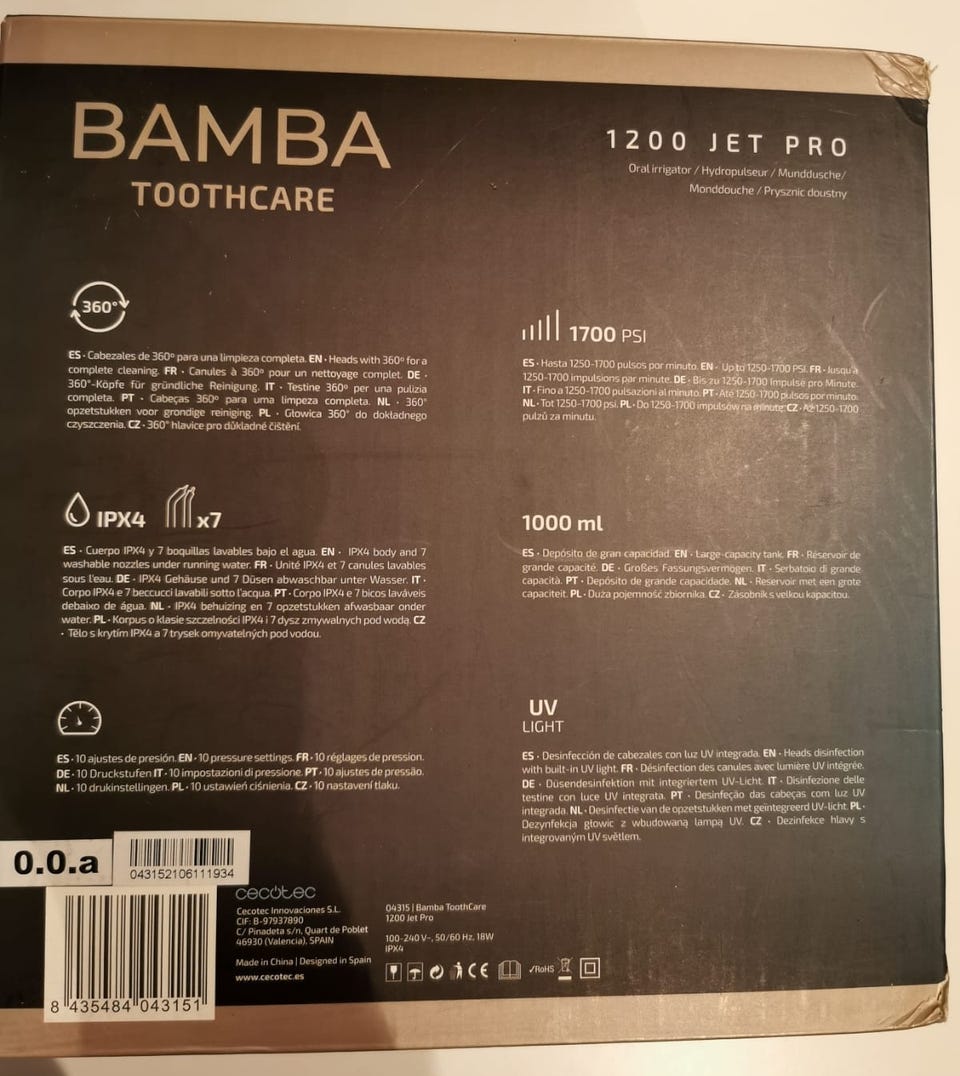 BAMBA
TOOTHCARE
1200 JET PRO
Oral irrigator / Hydropulseur / Munddusche/
Monddouche / Prysznic doustny
360°
ES · Cabezales de 360º para una limpieza completa. EN · Heads with 360º for a
complete cleaning. FR · Canules à 360º pour un nettoyage complet. DE ·
360°-Köpfe für gründliche Reinigung. IT · Testine 360º per una pulizia
completa. PT · Cabeças 360º para uma limpeza completa. NL · 360°
opzetstukken voor grondige reiniging. PL · Głowica 360° do dokładnego
czyszczenia. CZ · 360° hlavice pro důkladné čištění.
1700 PSI
ES · Hasta 1250-1700 pulsos por minuto. EN · Up to 1250-1700 PSI. FR · Jusqu'à
1250-1700 impulsions par minute. DE · Bis zu 1250-1700 Impulse pro Minute.
IT · Fino a 1250-1700 pulsazioni al minuto. PT · Até 1250-1700 pulsos por minuto.
NL · Tot 1250-1700 psi. PL · Do 1250-1700 impulsów na minutę CZ · Až 1250-1700
pulzů za minutu.
IPX4 x7
ES · Cuerpo IPX4 y 7 boquillas lavables bajo el agua. EN · IPX4 body and 7
washable nozzles under running water. FR · Unité IPX4 et 7 canules lavables
sous l'eau. DE · IPX4 Gehäuse und 7 Düsen abwaschbar unter Wasser. IT ·
Corpo IPX4 e 7 beccucci lavabili sotto l'acqua. PT · Corpo IPX4 e 7 bicos laváveis
debaixo de água. NL · IPX4 behuizing en 7 opzetstukken afwasbaar onder
water. PL · Korpus o klasie szczelności IPX4 i 7 dysz zmywalnych pod wodą. CZ
· Tělo s krytím IPX4 a 7 trysek omyvatelných pod vodou.
1000 ml
ES · Depósito de gran capacidad. EN · Large-capacity tank. FR · Réservoir de
grande capacité. DE · Großes Fassungsvermögen. IT · Serbatoio di grande
capacità. PT · Depósito de grande capacidade. NL · Reservoir met een grote
capaciteit. PL · Duża pojemność zbiornika. CZ · Zásobník s velkou kapacitou.
ES · 10 ajustes de presión. EN · 10 pressure settings. FR · 10 réglages de pression.
DE · 10 Druckstufen IT · 10 impostazioni di pressione. PT · 10 ajustes de pressão.
NL · 10 drukinstellingen. PL · 10 ustawień ciśnienia. CZ · 10 nastavení tlaku.
UV
LIGHT
ES · Desinfección de cabezales con luz UV integrada. EN · Heads disinfection
with built-in UV light. FR · Désinfection des canules avec lumière UV intégrée.
DE · Düsendesinfektion mit integriertem UV-Licht. IT · Disinfezione delle
testine con luce UV integrata. PT · Desinfeção das cabeças com luz UV
integrada. NL · Desinfectie van de opzetstukken met geïntegreerd UV-licht. PL ·
Dezynfekcja głowic z wbudowaną lampą UV. CZ · Dezinfekce hlavy s
integrovaným UV světlem.
0.0.a
043152106111934
8 435484 043151
cecotec
Cecotec Innovaciones S.L.
CIF: B-97937890
C/ Pinadeta s/n, Quart de Poblet
46930 (Valencia), SPAIN
Made in China | Designed in Spain
www.cecotec.es
04315 | Bamba ToothCare
1200 Jet Pro
100-240 V~, 50/60 Hz, 18W
IPX4
CE
✓RoHS